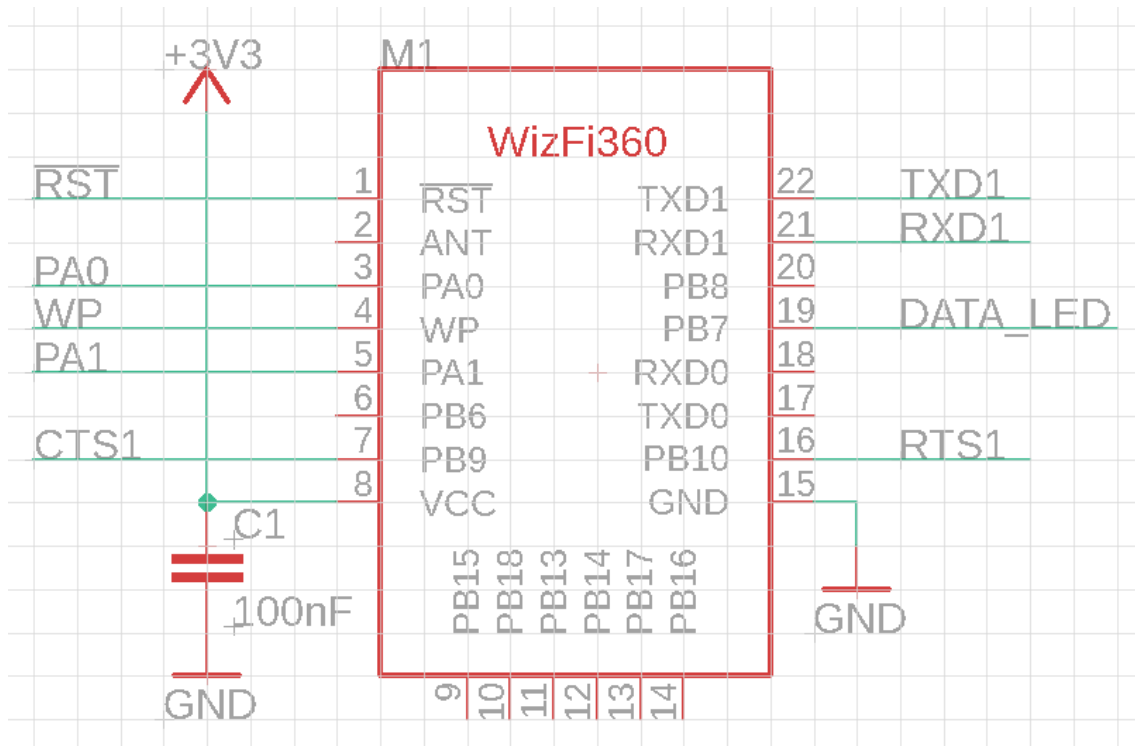 +3V3
M1
WizFi360
RST
1
RST
TXD1
22
TXD1
2
ANT
RXD1
21
RXD1
PA0
3
PA0
PB8
20
WP
4
WP
PB7
19
DATA_LED
PA1
5
PA1
RXD0
18
6
PB6
TXD0
17
CTS1
7
PB9
PB10
16
RTS1
8
VCC
GND
15
C1
100nF
GND
PB15
PB18
PB13
PB14
PB17
PB16
9
10
11
12
13
14
GND